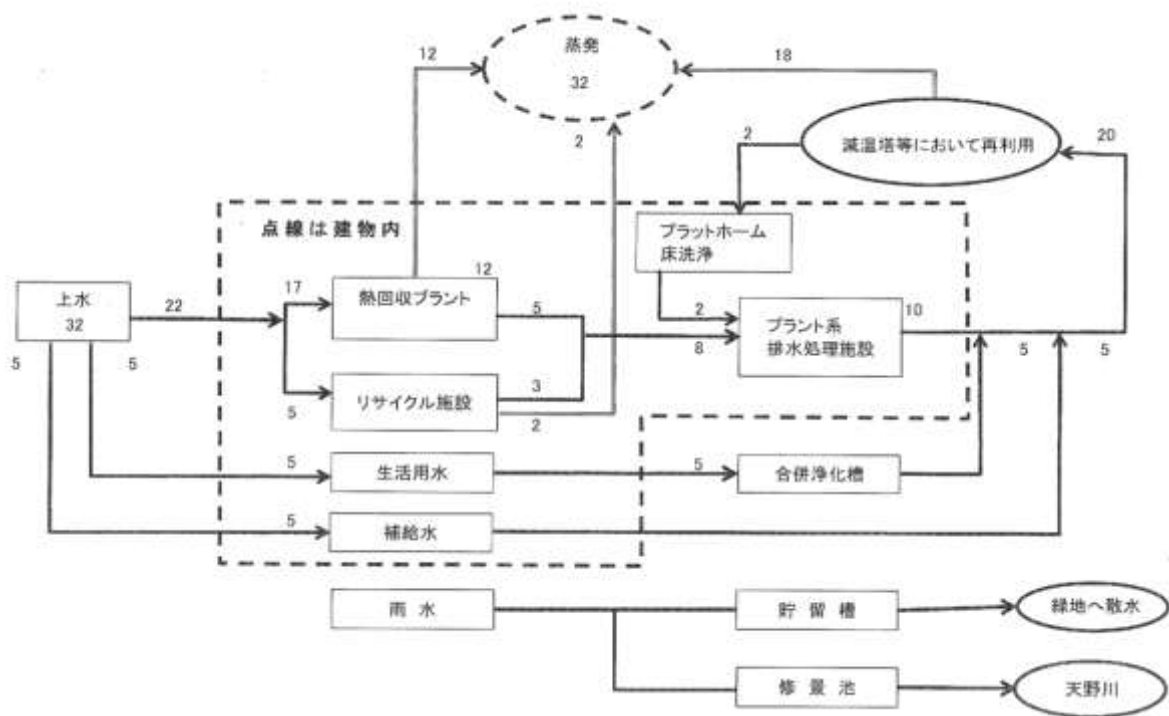 蒸発
32
12
18
2
2
20
減温塔等において再利用
点線は建物内
プラットホーム
床洗浄
上水
32
22
17
熱回収プラント
12
5
2
プラント系
排水処理施設
10
8
5
5
5
リサイクル施設
3
2
5
5
5
生活用水
5
合併浄化槽
5
補給水
雨水
貯留槽
緑地へ散水
修景池
天野川